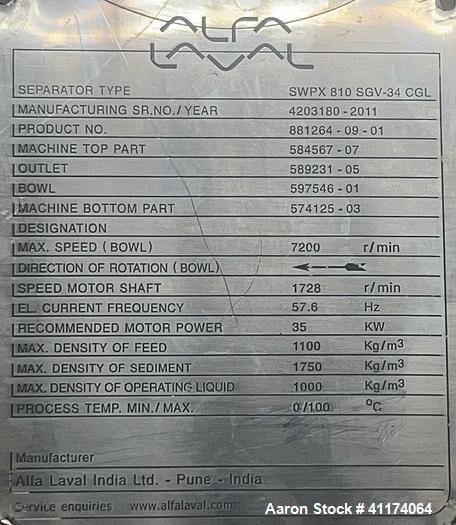 ALFA
LAVAL
SEPARATOR TYPE SWPX 810 SGV-34 CGL
MANUFACTURING SR.NO./ YEAR 4203180 - 2011
PRODUCT NO. 881264 - 09 - 01
MACHINE TOP PART 584567 - 07
OUTLET 589231 - 05
BOWL 597546 - 01
MACHINE BOTTOM PART 574125 - 03
DESIGNATION
MAX. SPEED (BOWL) 7200 r/min
DIRECTION OF ROTATION (BOWL)
SPEED MOTOR SHAFT 1728 r/min
EL. CURRENT FREQUENCY 57.6 Hz
RECOMMENDED MOTOR POWER 35 KW
MAX. DENSITY OF FEED 1100 Kg/m3
MAX. DENSITY OF SEDIMENT 1750 Kg/m3
MAX. DENSITY OF OPERATING LIQUID 1000 Kg/m3
PROCESS TEMP. MIN./MAX. 0/100 °C
Manufacturer
Alfa Laval India Ltd. - Pune - India
Service enquiries www.alfalaval.com
Aaron Stock # 41174064